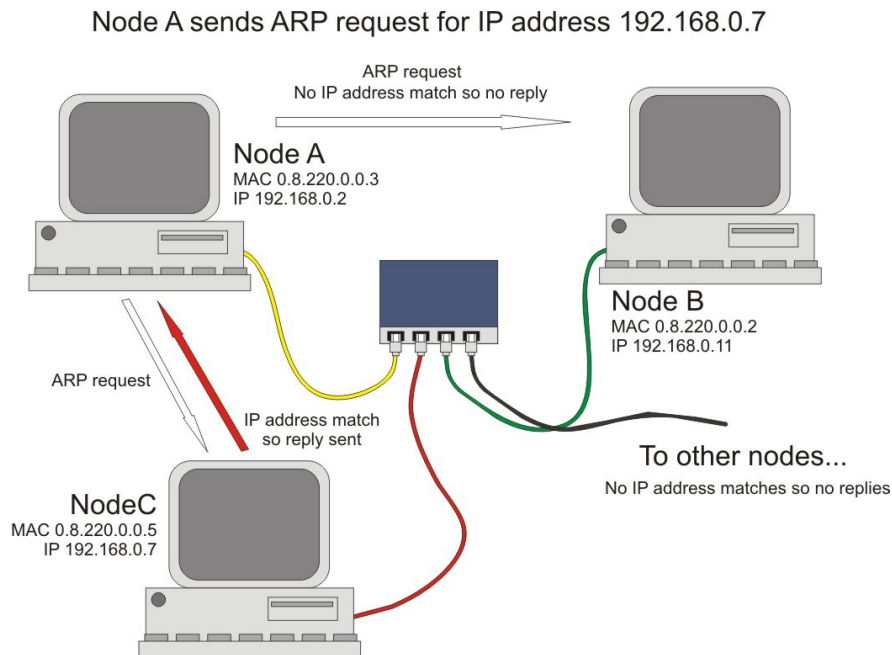 Node A sends ARP request for IP address 192.168.0.7
ARP request
No IP address match so no reply
Node A
MAC 0.8.220.0.0.3
IP 192.168.0.2
Node B
MAC 0.8.220.0.0.2
IP 192.168.0.11
ARP request
IP address match
so reply sent
To other nodes...
No IP address matches so no replies
NodeC
MAC 0.8.220.0.0.5
IP 192.168.0.7